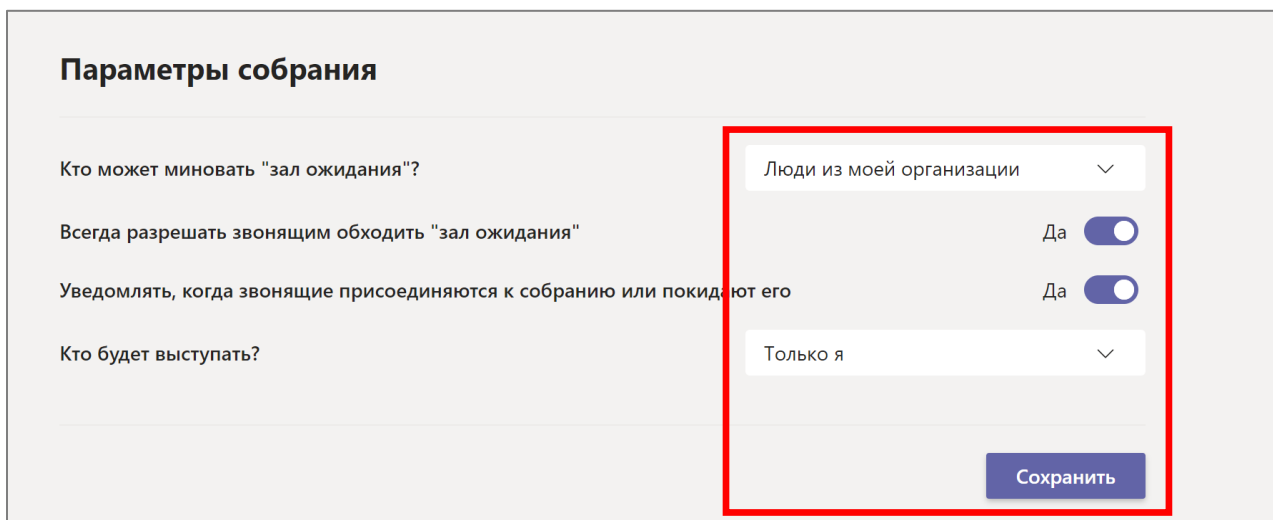 Параметры собрания
Кто может миновать "зал ожидания"? Люди из моей организации
Всегда разрешать звонящим обходить "зал ожидания" Да
Уведомлять, когда звонящие присоединяются к собранию или покидают его Да
Кто будет выступать? Только я
Сохранить